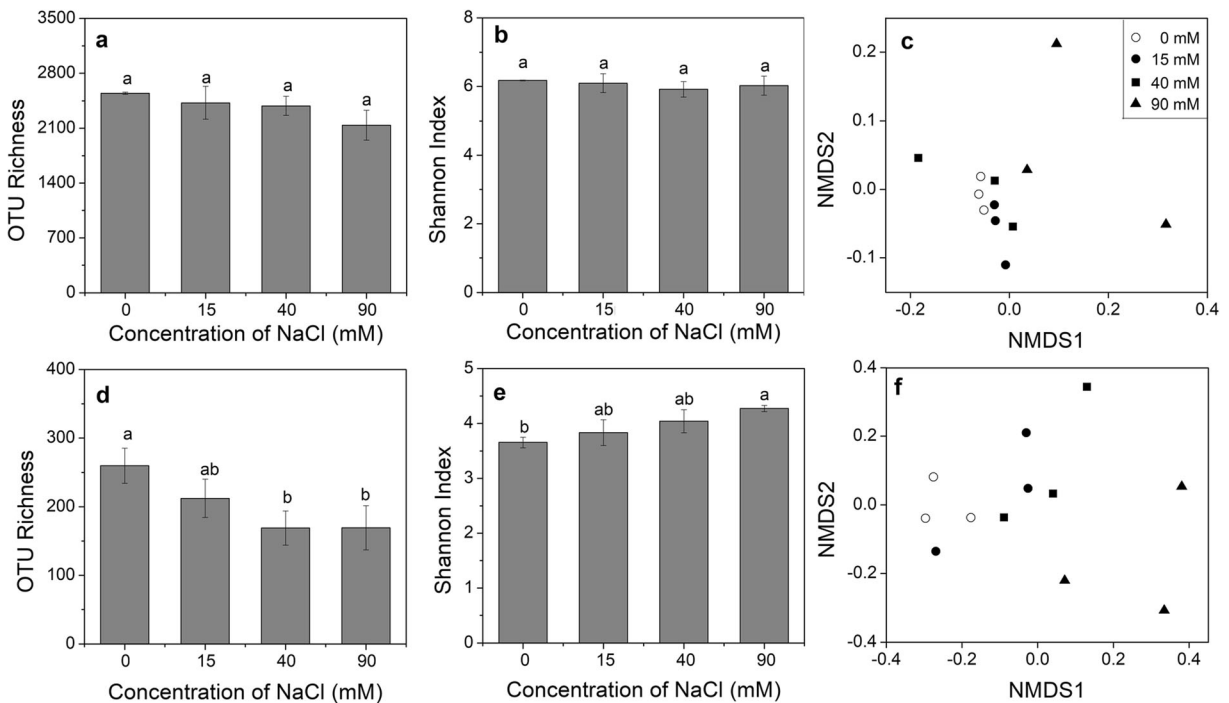 a
3500
2800
2100
1400
700
0
OTU Richness
a a a a
0 15 40 90
Concentration of NaCl (mM)
b
8
6
4
2
0
Shannon Index
a a a a
0 15 40 90
Concentration of NaCl (mM)
c
0.2
0.1
0.0
-0.1
NMDS2
0 mM
15 mM
40 mM
90 mM
-0.2 0.0 0.2 0.4
NMDS1
d
400
300
200
100
0
OTU Richness
a ab b b
0 15 40 90
Concentration of NaCl (mM)
e
5
4
3
2
1
0
Shannon Index
b ab ab a
0 15 40 90
Concentration of NaCl (mM)
f
0.4
0.2
0.0
-0.2
-0.4
NMDS2
-0.4 -0.2 0.0 0.2 0.4
NMDS1